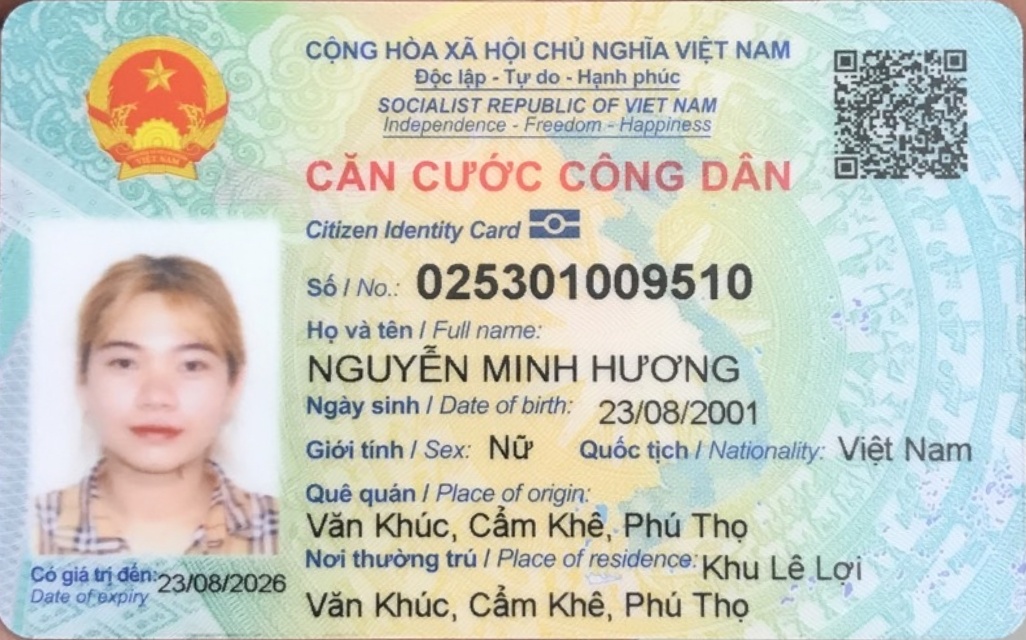 CỘNG HÒA XÃ HỘI CHỦ NGHĨA VIỆT NAM
Độc lập - Tự do - Hạnh phúc
SOCIALIST REPUBLIC OF VIET NAM
Independence - Freedom - Happiness
CĂN CƯỚC CÔNG DÂN
Citizen Identity Card
Số / No.: 025301009510
Họ và tên / Full name:
NGUYỄN MINH HƯƠNG
Ngày sinh / Date of birth: 23/08/2001
Giới tính / Sex: Nữ Quốc tịch / Nationality: Việt Nam
Quê quán / Place of origin:
Văn Khúc, Cẩm Khê, Phú Thọ
Nơi thường trú / Place of residence: Khu Lê Lợi
Văn Khúc, Cẩm Khê, Phú Thọ
Có giá trị đến: 23/08/2026
Date of expiry
VIỆT NAM